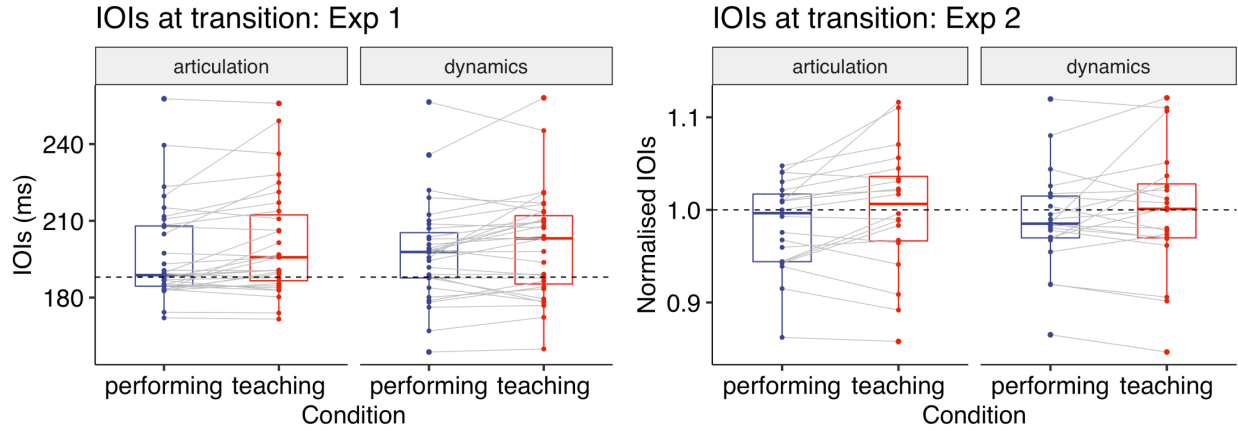 IOIs at transition: Exp 1
articulation dynamics
IOIs (ms)
240
210
180
performing teaching performing teaching
Condition
IOIs at transition: Exp 2
articulation dynamics
Normalised IOIs
1.1
1.0
0.9
performing teaching performing teaching
Condition